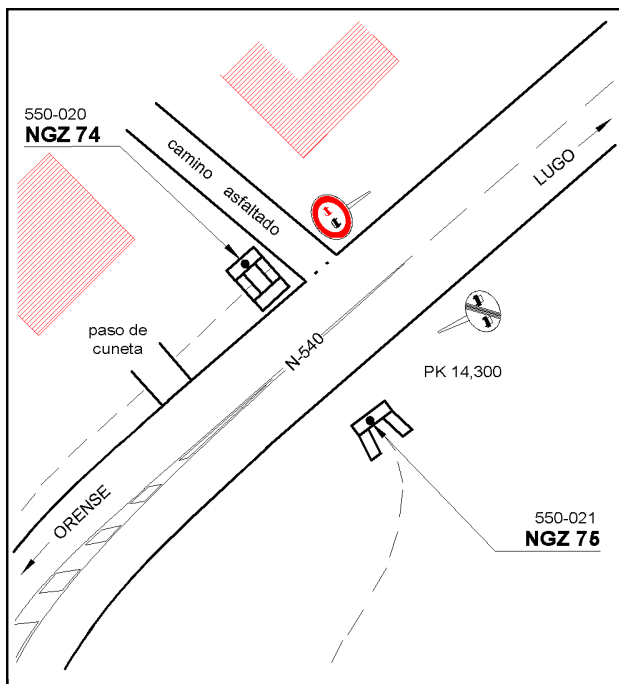 550-020
NGZ 74
camino
asfaltado
LUGO
paso de
cuneta
N-540
PK 14,300
ORENSE
550-021
NGZ 75